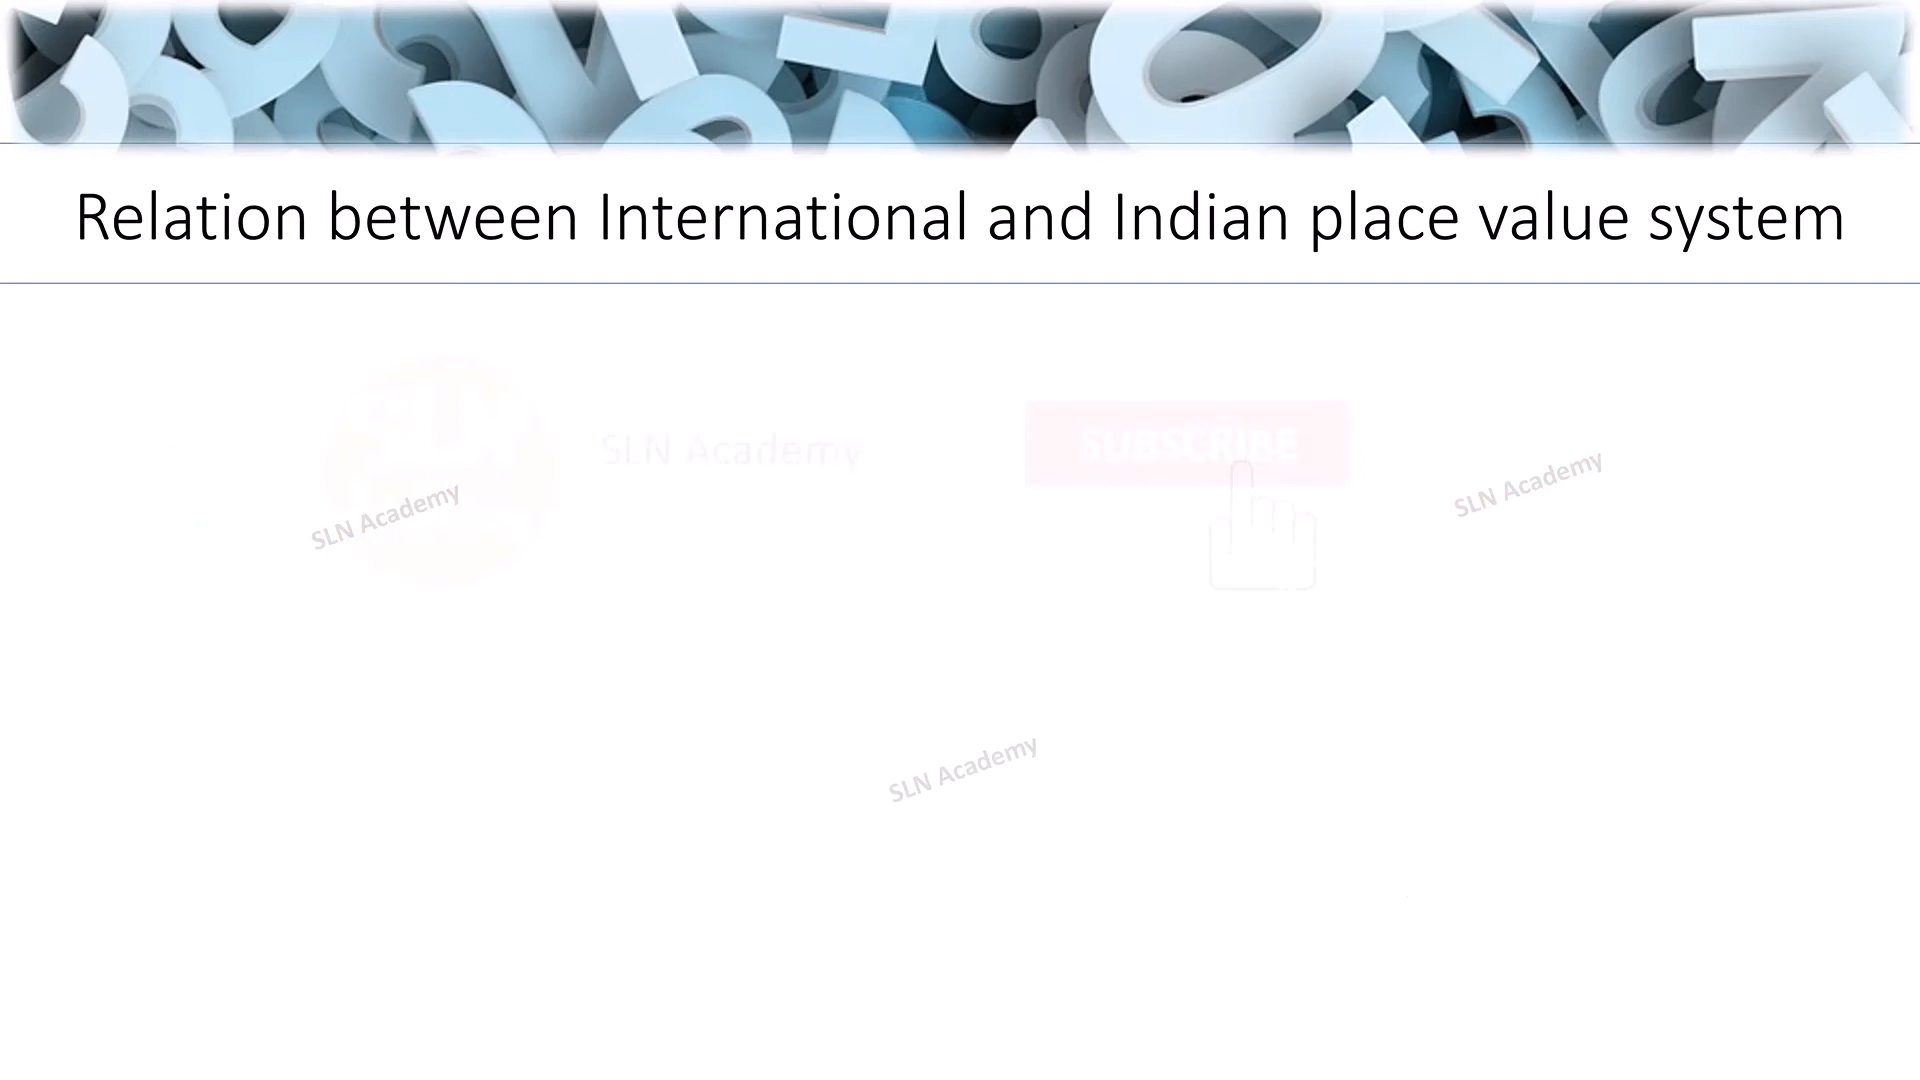 Relation between International and Indian place value system
SLN Academy
SUBSCRIBE
SLN Academy
SLN Academy
SLN Academy